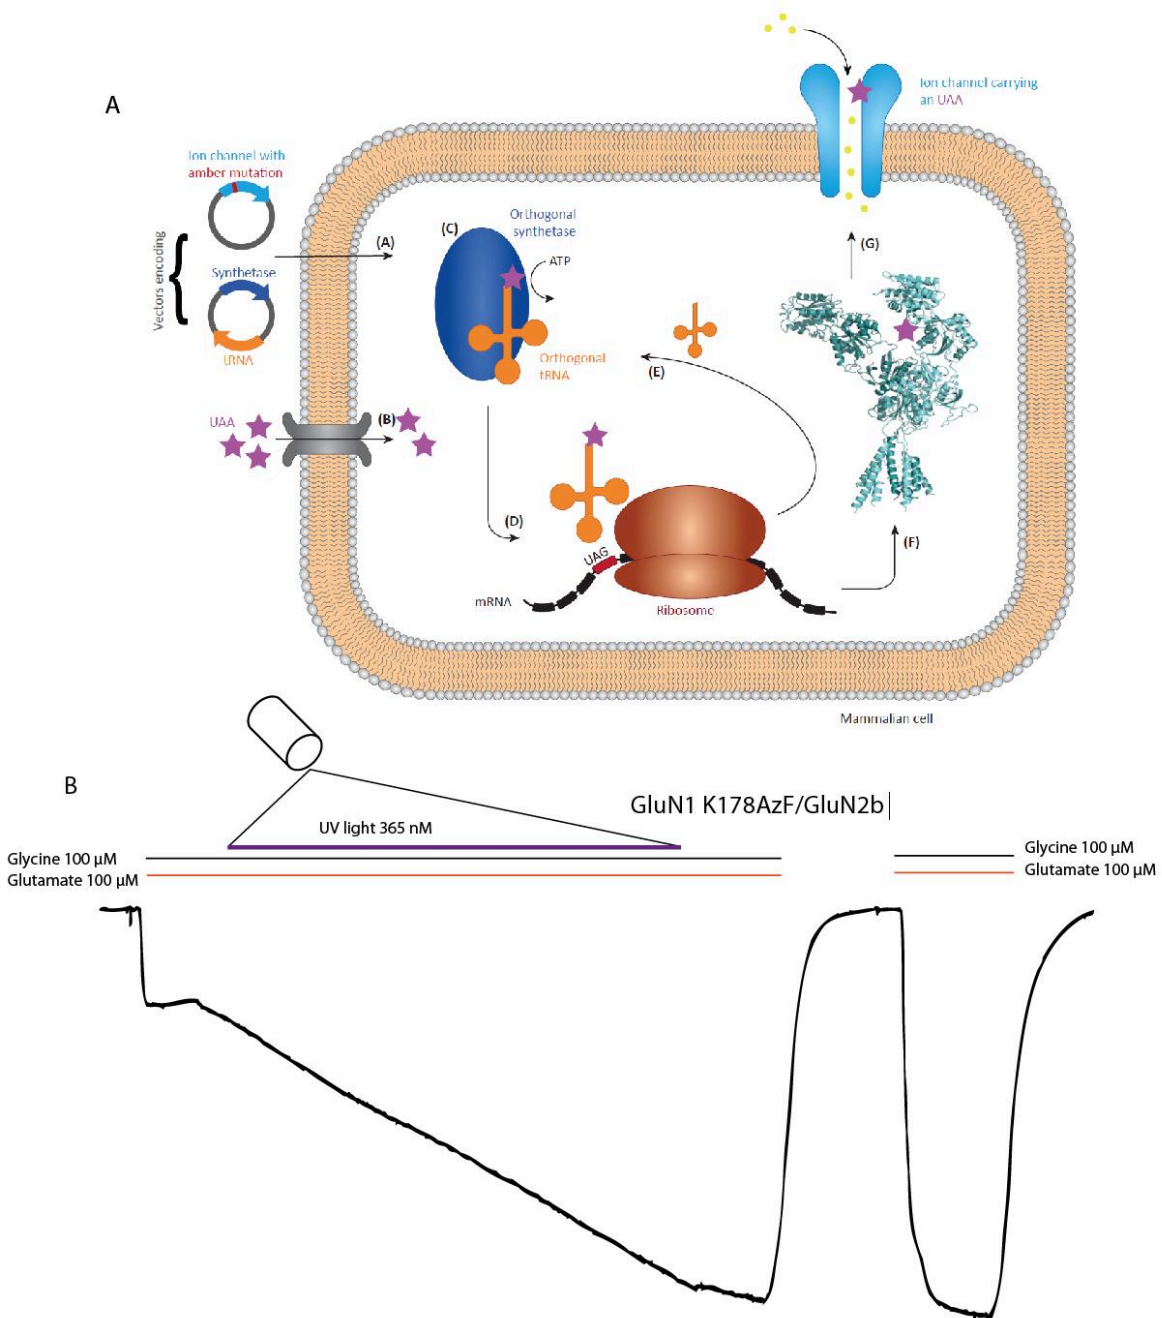 A
Ion channel with
amber mutation
Vectors encoding
Synthetase
tRNA
UAA
(A)
(B)
(C)
Orthogonal
synthetase
ATP
Orthogonal
tRNA
(D)
(E)
UAG
mRNA
Ribosome
(F)
(G)
Ion channel carrying
an UAA
Mammalian cell
B
GluN1 K178AzF/GluN2b
UV light 365 nM
Glycine 100 µM
Glutamate 100 µM
Glycine 100 µM
Glutamate 100 µM